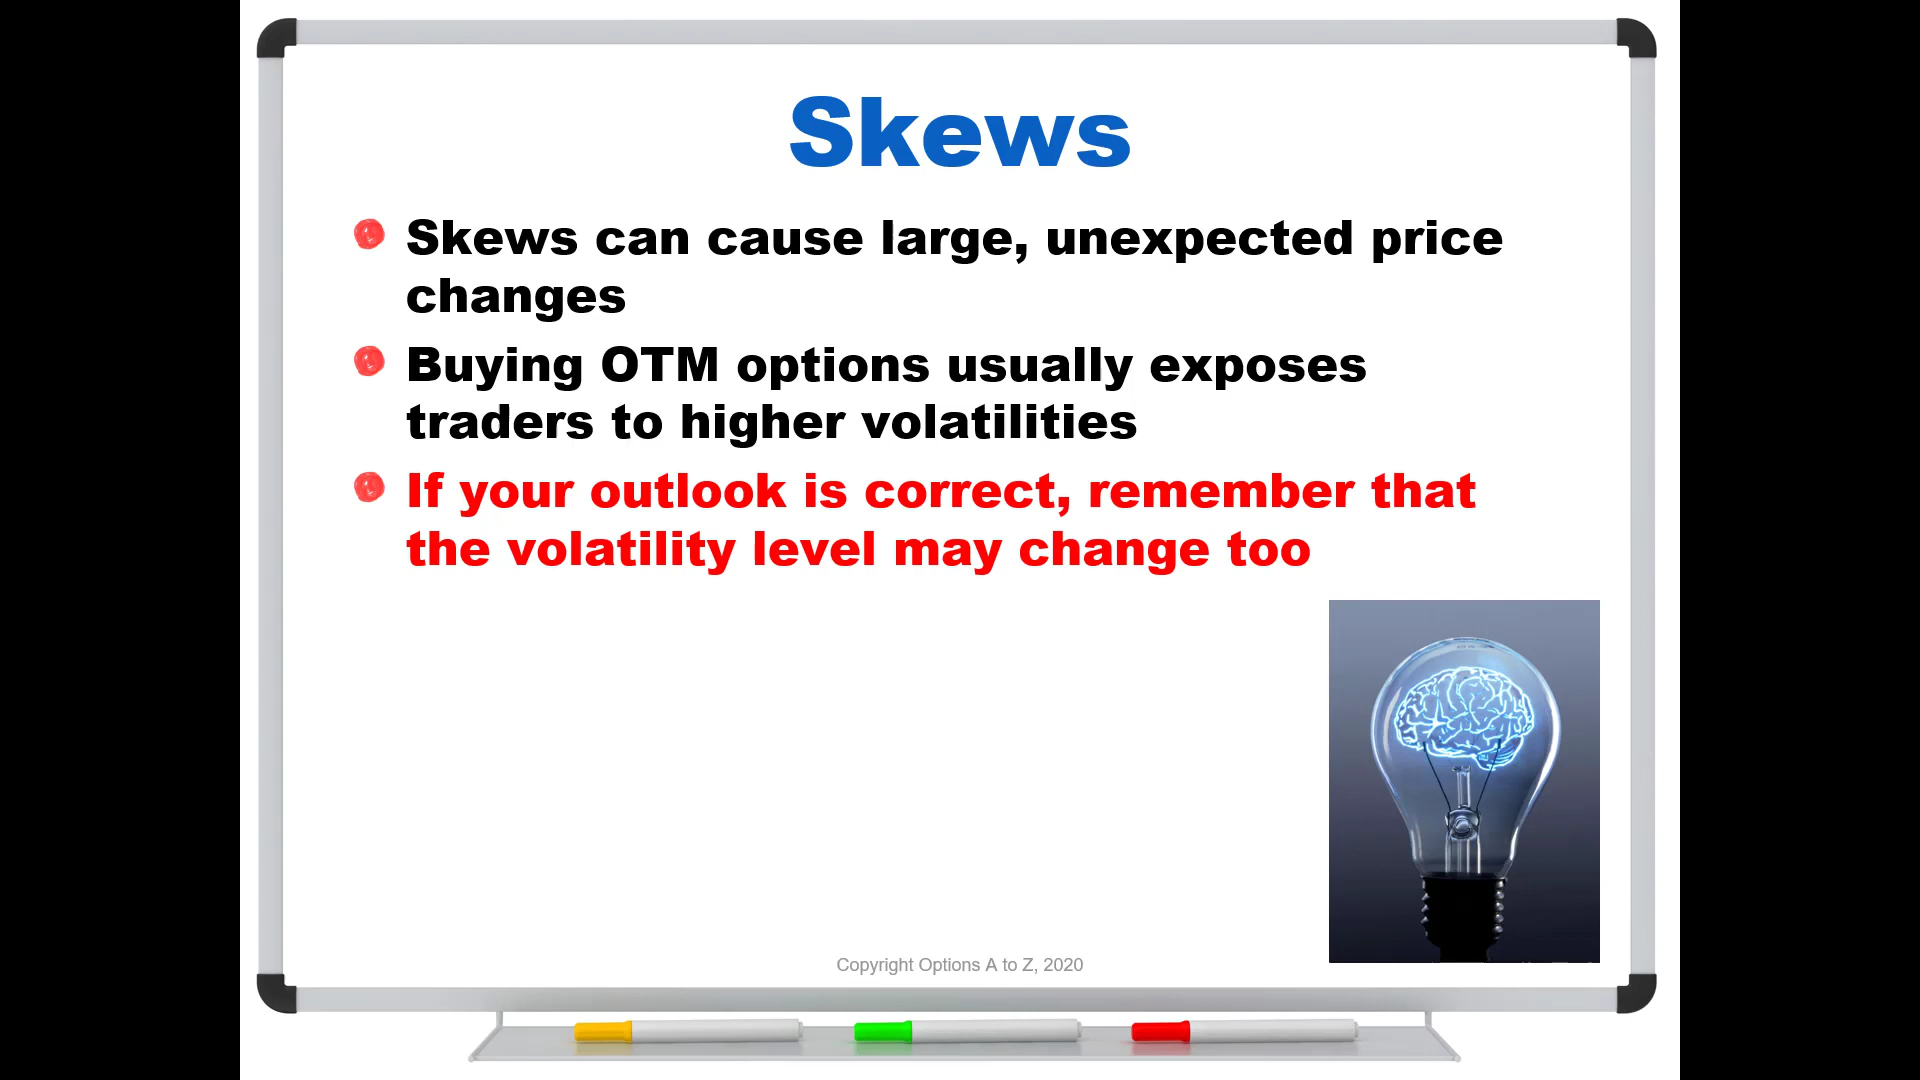 Skews
Skews can cause large, unexpected price
changes
Buying OTM options usually exposes
traders to higher volatilities
If your outlook is correct, remember that
the volatility level may change too
Copyright Options A to Z, 2020